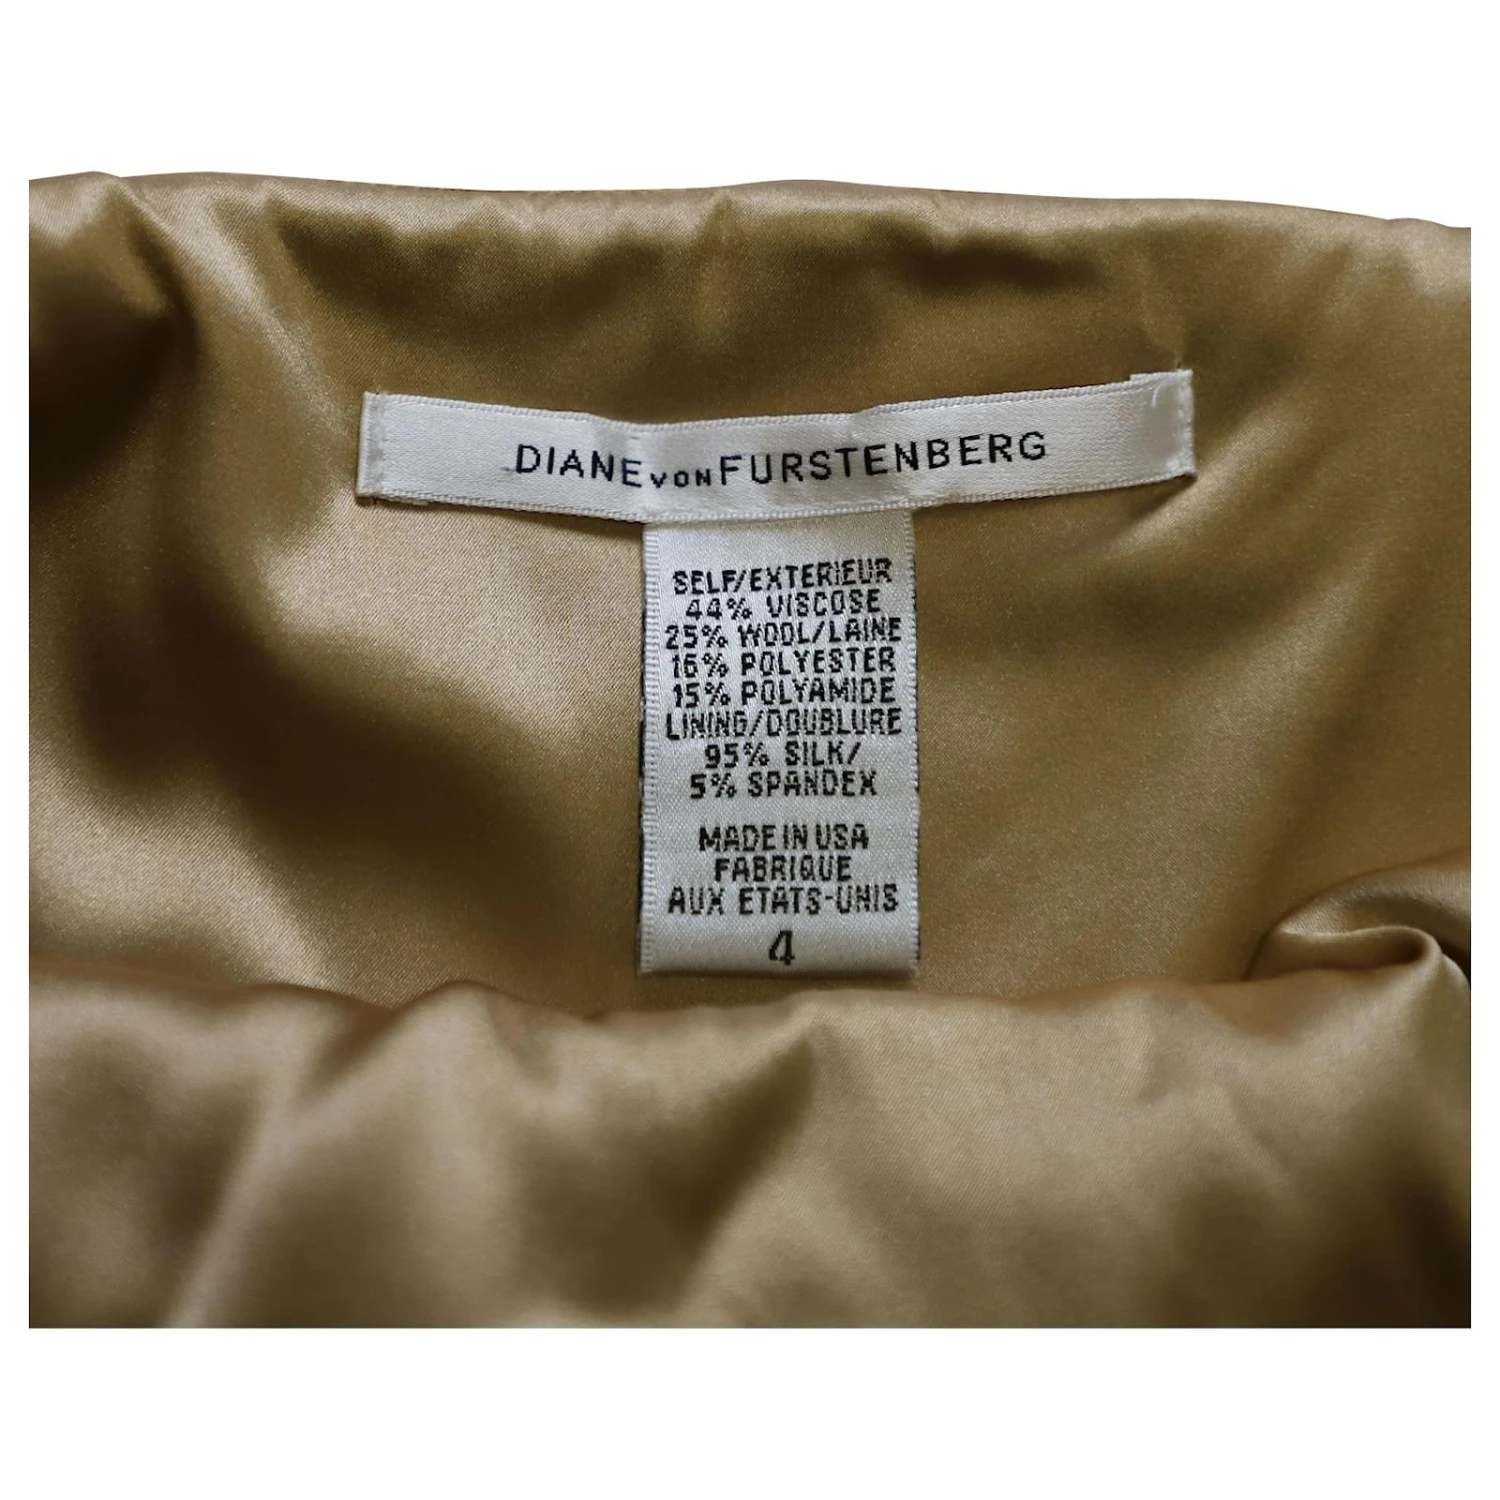 DIANE VON FURSTENBERG
SELF/EXTERIEUR
44% VISCOSE
25% WOOL/LAINE
16% POLYESTER
15% POLYAMIDE
LINING/DOUBLURE
95% SILK/
5% SPANDEX
MADE IN USA
FABRIQUE
AUX ETATS-UNIS
4